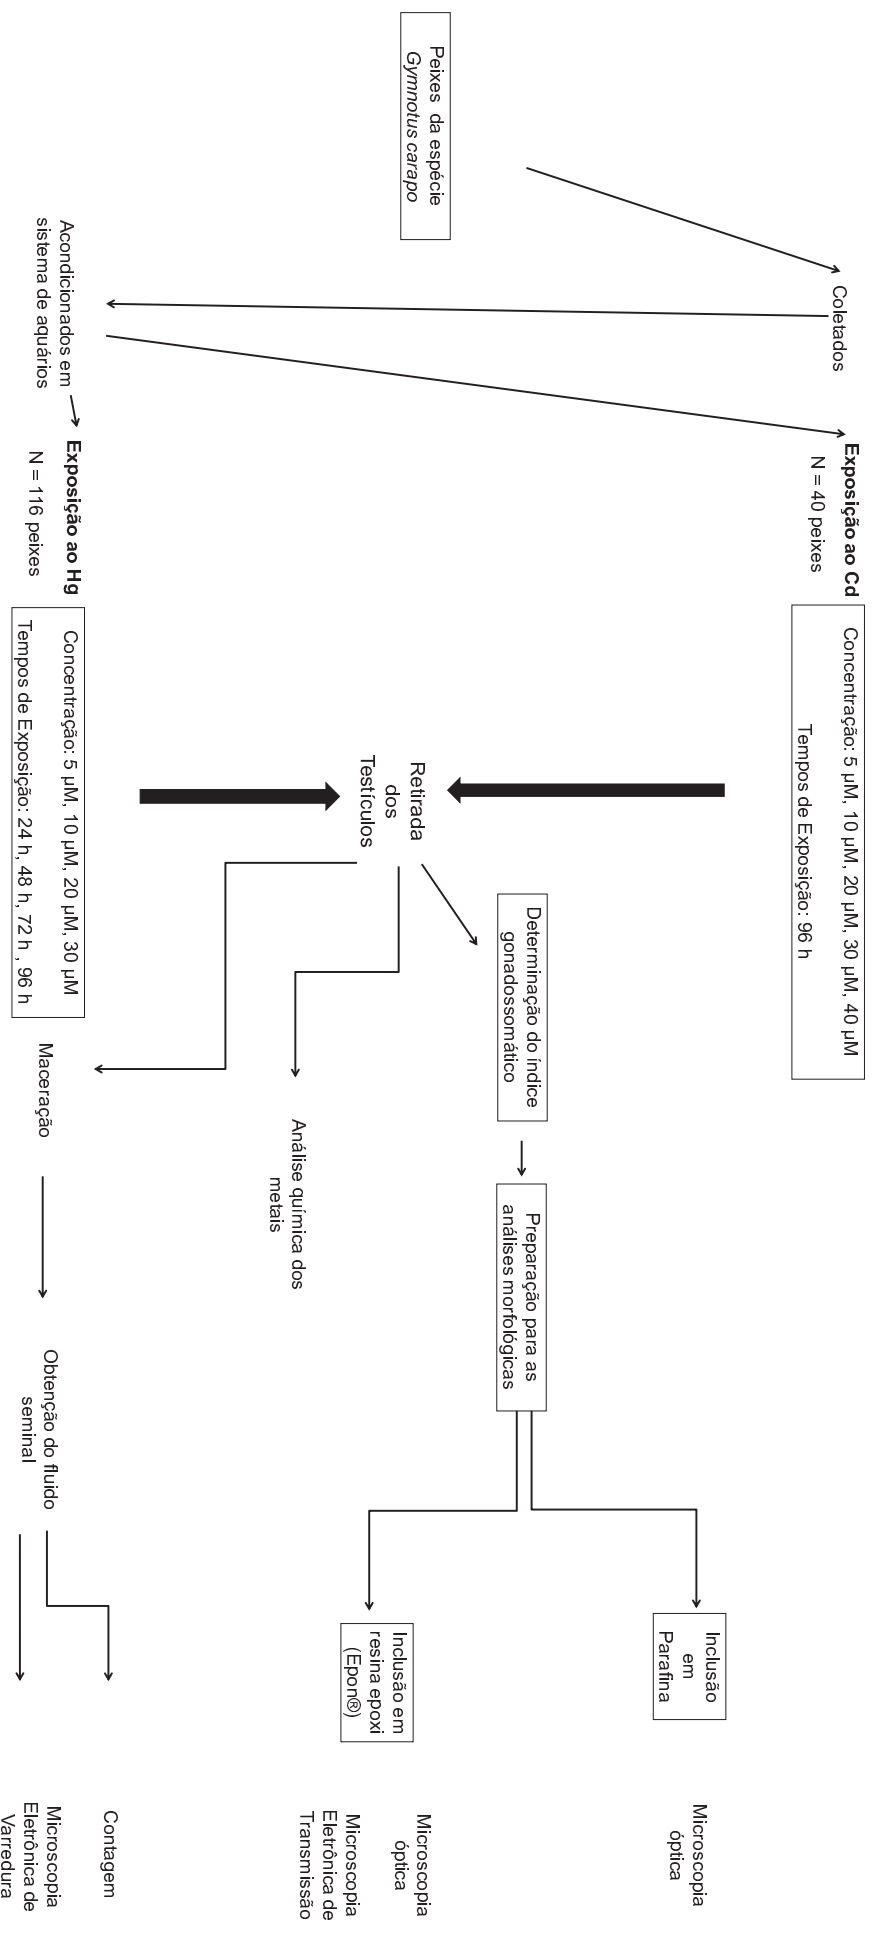 Peixes da espécie
Gymnotus carapo
Coletados
Acondicionados em
sistema de aquários
Exposição ao Cd
N = 40 peixes
Concentração: 5 µM, 10 µM, 20 µM, 30 µM, 40 µM
Tempos de Exposição: 96 h
Exposição ao Hg
N = 116 peixes
Concentração: 5 µM, 10 µM, 20 µM, 30 µM
Tempos de Exposição: 24 h, 48 h, 72 h , 96 h
Retirada
dos
Testículos
Determinação do índice
gonadossomático
Preparação para as
análises morfológicas
Inclusão
em
Parafina
Microscopia
óptica
Inclusão em
resina epoxi
(Epon®)
Microscopia
óptica
Microscopia
Eletrônica de
Transmissão
Análise química dos
metais
Maceração
Obtenção do fluido
seminal
Contagem
Microscopia
Eletrônica de
Varredura